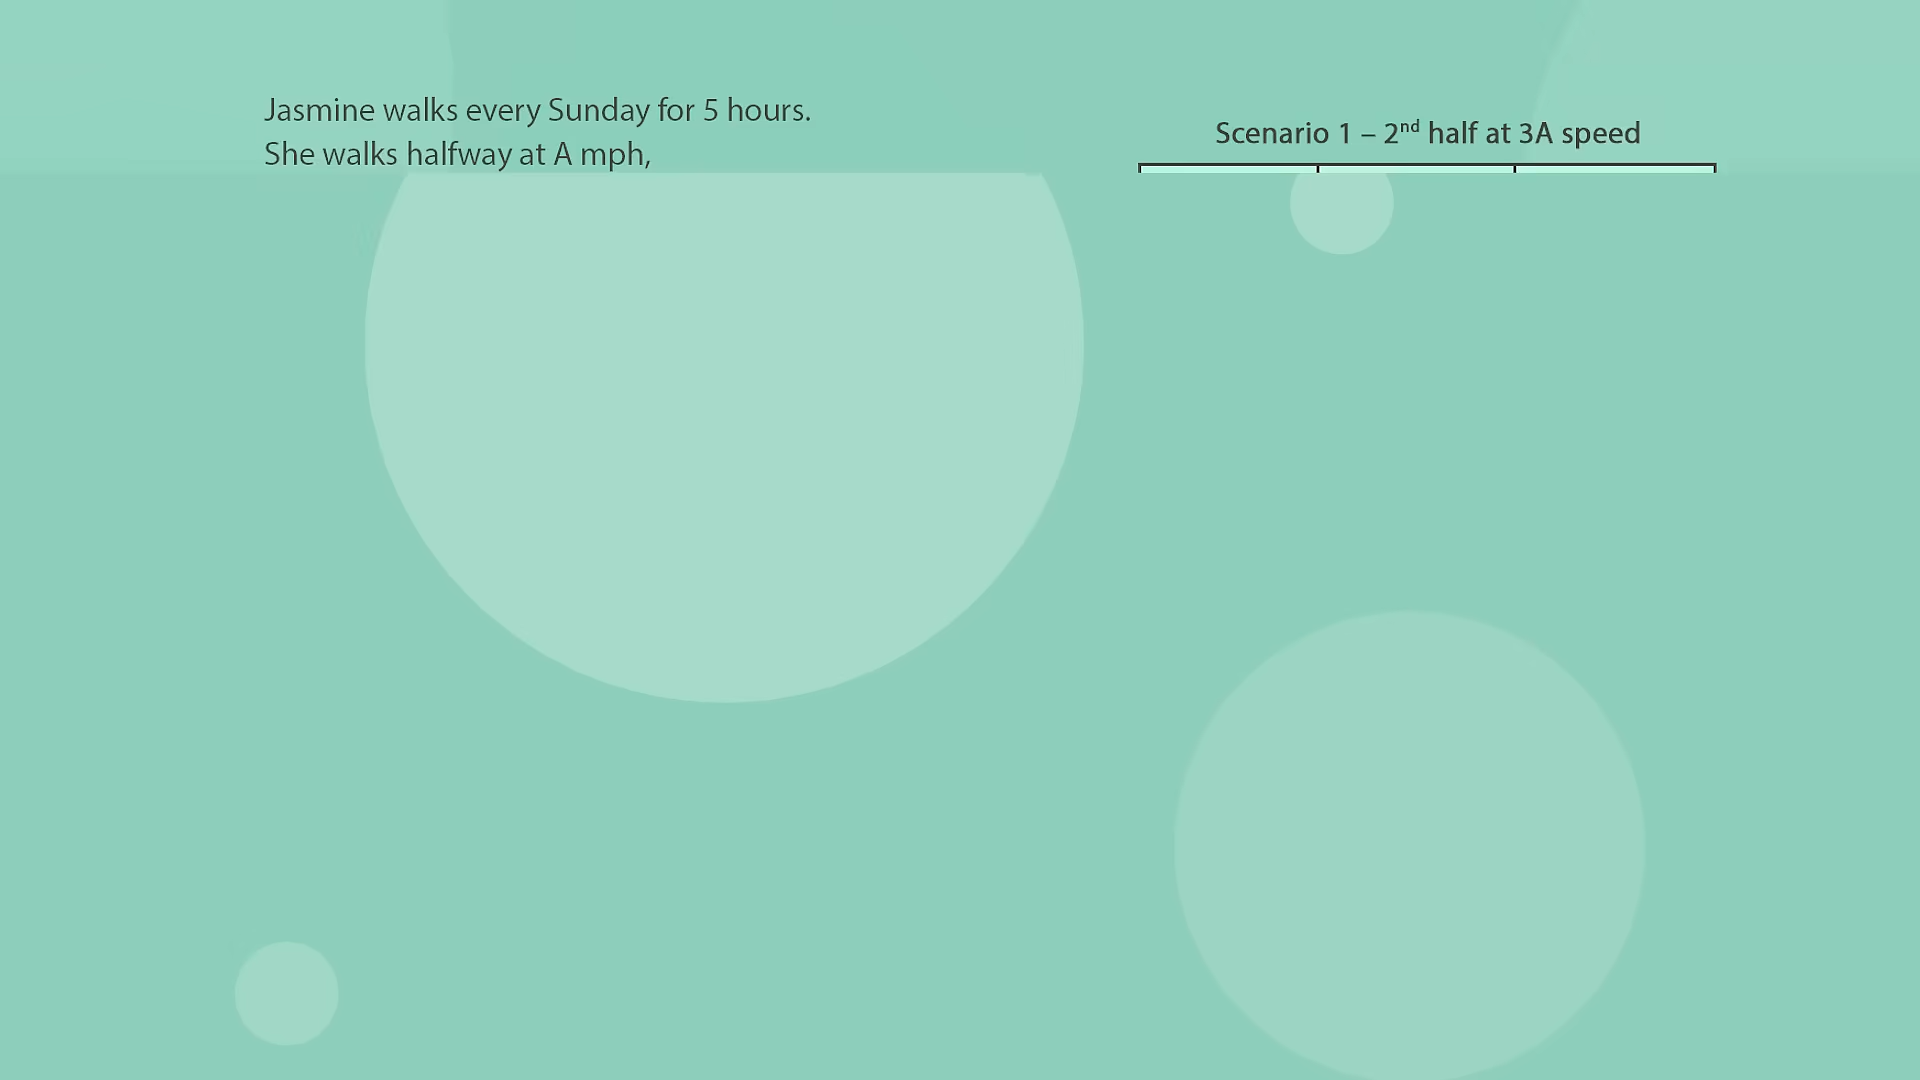 Jasmine walks every Sunday for 5 hours.
She walks halfway at A mph,
Scenario 1 – 2nd half at 3A speed